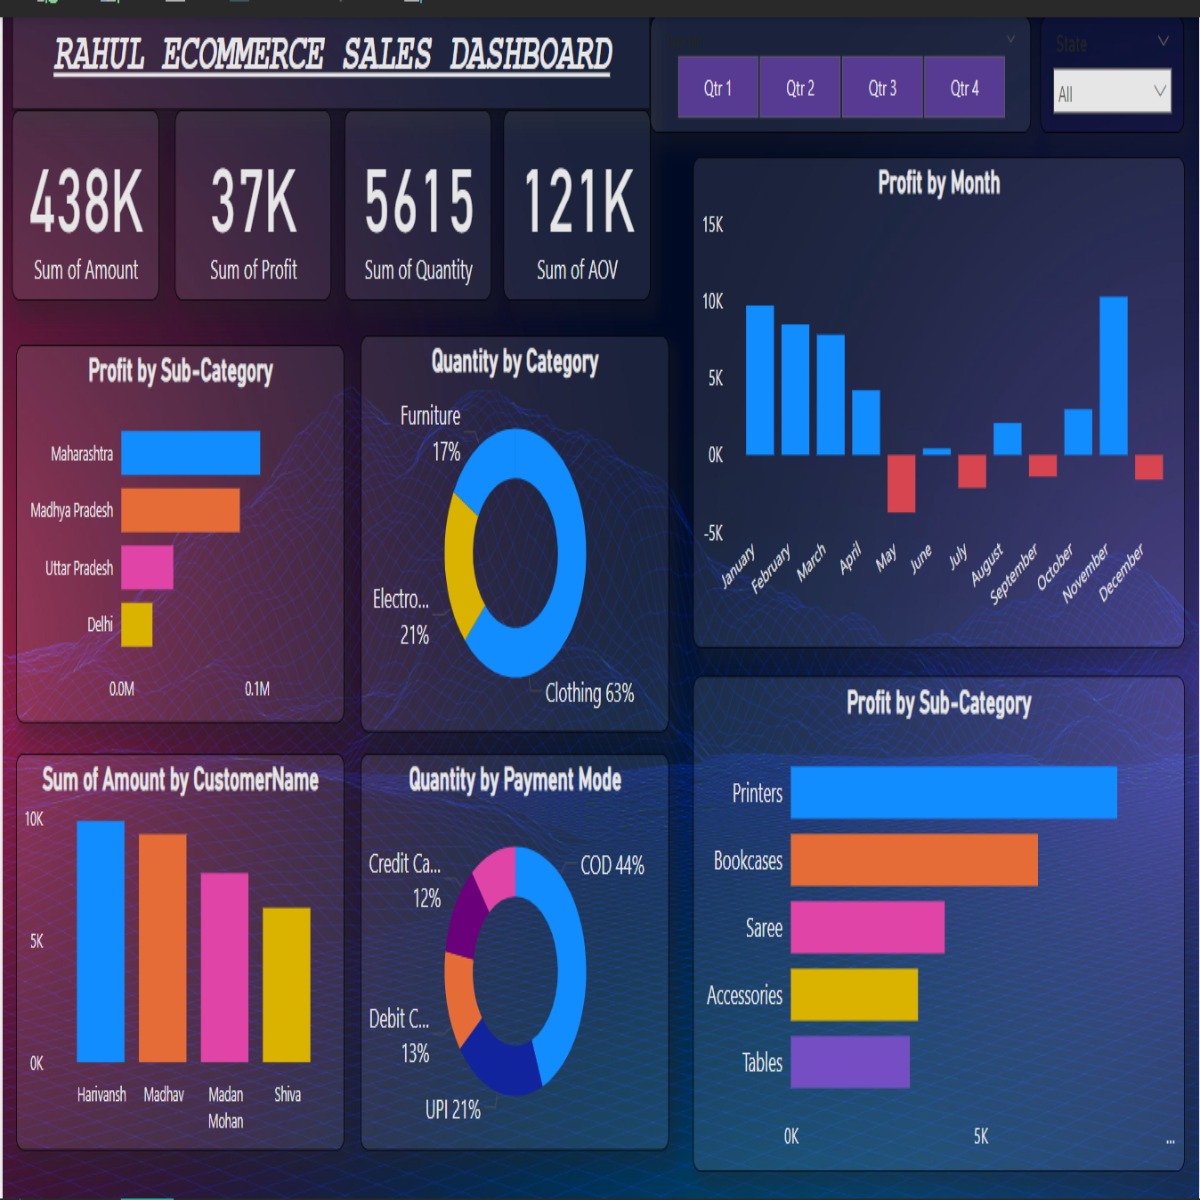 RAHUL ECOMMERCE SALES DASHBOARD
Qtr 1
Qtr 2
Qtr 3
Qtr 4
State
All
438K
Sum of Amount
37K
Sum of Profit
5615
Sum of Quantity
121K
Sum of AOV
Profit by Month
15K
10K
5K
0K
-5K
January
February
March
April
May
June
July
August
September
October
November
December
Profit by Sub-Category
Maharashtra
Madhya Pradesh
Uttar Pradesh
Delhi
0.0M
0.1M
Quantity by Category
Furniture
17%
Electro...
21%
Clothing 63%
Sum of Amount by CustomerName
10K
5K
0K
Harivansh
Madhav
Madan
Mohan
Shiva
Quantity by Payment Mode
Credit Ca...
12%
COD 44%
Debit C...
13%
UPI 21%
Profit by Sub-Category
Printers
Bookcases
Saree
Accessories
Tables
0K
5K
...